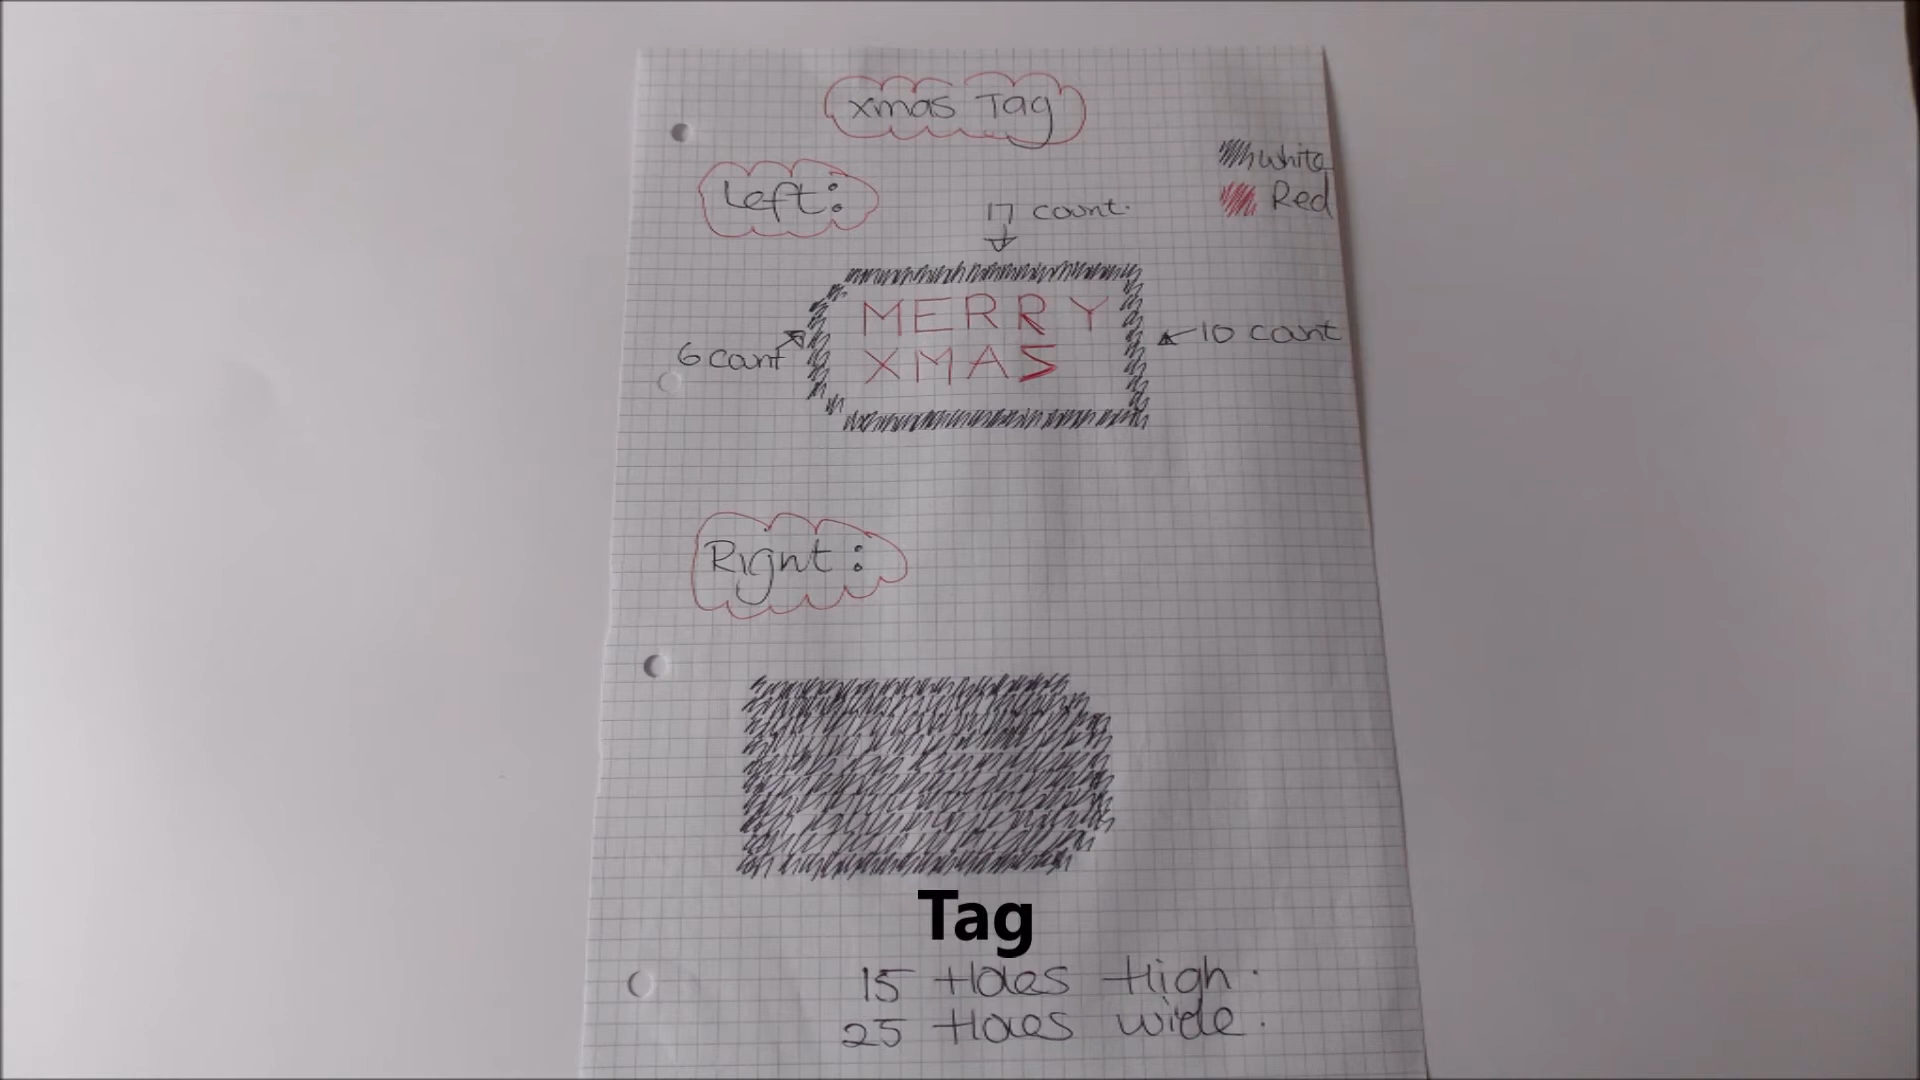 xmas Tag
white
Left:
Red
17 count.
MERRY
10 count
6 count
XMAS
Right:
Tag
15 Holes High.
25 Holes wide.